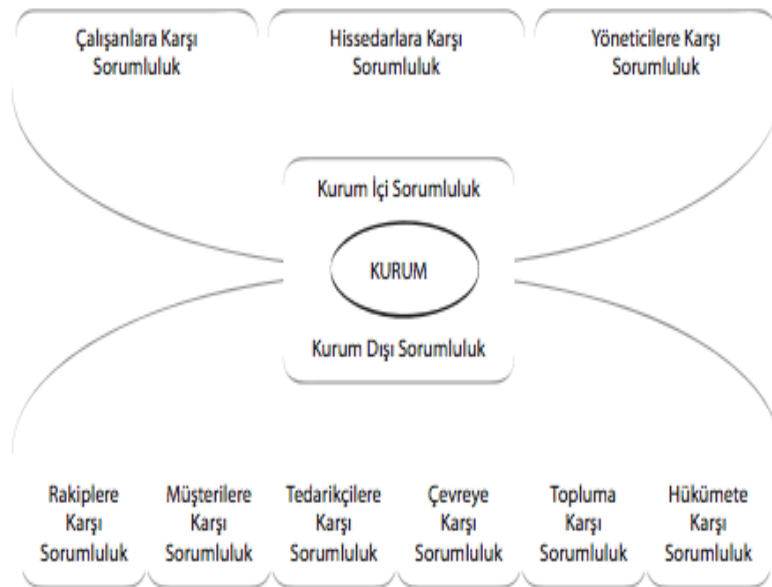 Çalışanlara Karşı
Sorumluluk
Hissedarlara Karşı
Sorumluluk
Yöneticilere Karşı
Sorumluluk
Kurum İçi Sorumluluk
KURUM
Kurum Dışı Sorumluluk
Rakiplere
Karşı
Sorumluluk
Müşterilere
Karşı
Sorumluluk
Tedarikçilere
Karşı
Sorumluluk
Çevreye
Karşı
Sorumluluk
Topluma
Karşı
Sorumluluk
Hükümete
Karşı
Sorumluluk